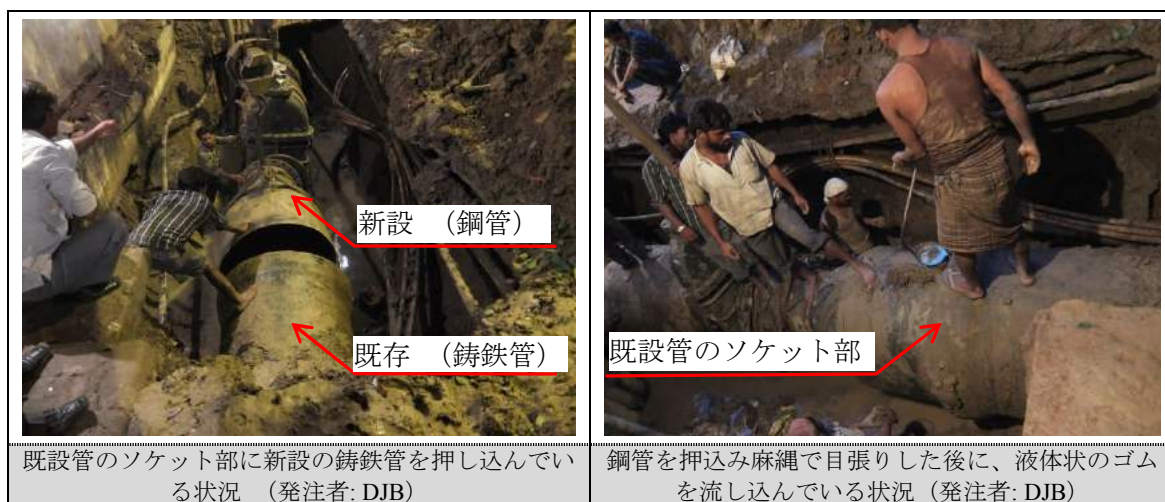 新設 （鋼管）
既存 （鋳鉄管）
既設管のソケット部
既設管のソケット部に新設の鋳鉄管を押し込んでい
る状況 （発注者: DJB）
鋼管を押込み麻縄で目張りした後に、液体状のゴム
を流し込んでいる状況（発注者: DJB）